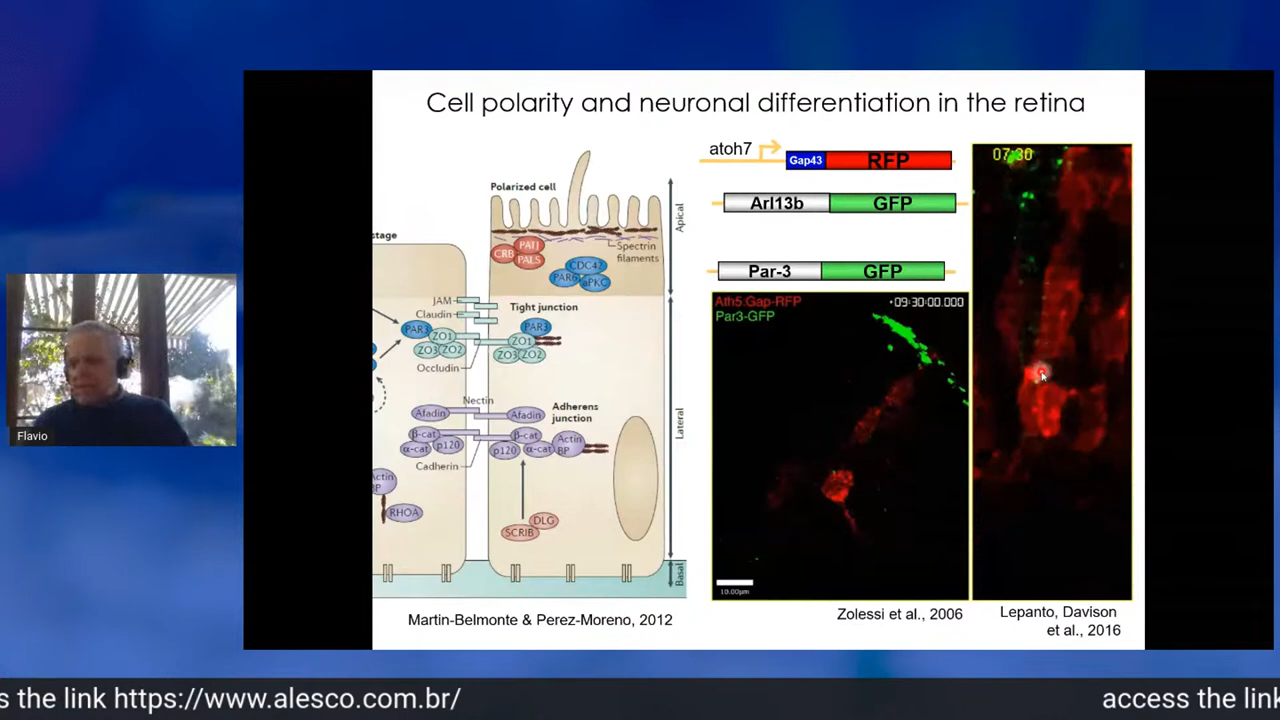 Cell polarity and neuronal differentiation in the retina
stage
Polarized cell
CRB
PATJ
PALS
CDC42
PAR6
aPKC
Spectrin
filaments
Apical
JAM
Claudin
Tight junction
PAR3
ZO1
ZO3
ZO2
PAR3
ZO1
ZO3
ZO2
Occludin
Nectin
Adherens
junction
Afadin
Afadin
β-cat
α-cat
p120
β-cat
p120
α-cat
Actin
BP
Cadherin
Lateral
Actin
BP
RHOA
DLG
SCRIB
Basal
Martin-Belmonte & Perez-Moreno, 2012
atoh7
Gap43
RFP
Arl13b
GFP
Par-3
GFP
Ath5:Gap-RFP
Par3-GFP
09:30:00.000
10.00µm
Zolessi et al., 2006
07:30
Lepanto, Davison
et al., 2016
Flavio
s the link https://www.alesco.com.br/
access the link